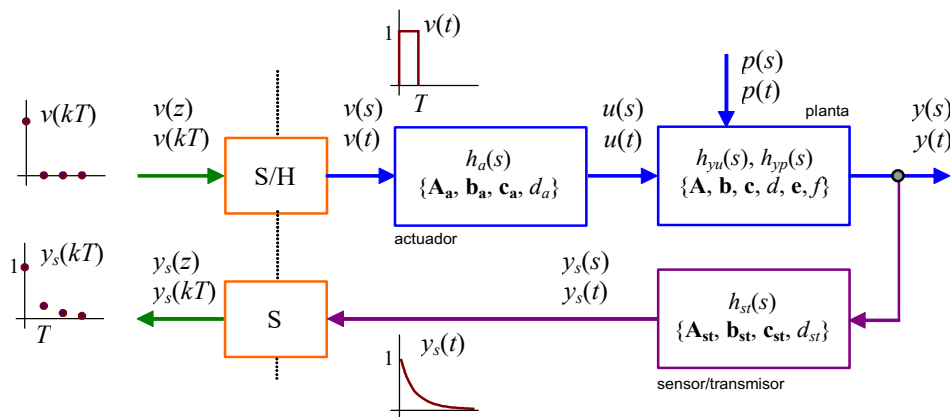 1
v(t)
T
p(s)
p(t)
v(kT)
v(z)
v(kT)
v(s)
v(t)
u(s)
u(t)
planta
y(s)
y(t)
S/H
h_a(s)
{A_a, b_a, c_a, d_a}
h_yu(s), h_yp(s)
{A, b, c, d, e, f}
actuador
1
y_s(kT)
T
y_s(z)
y_s(kT)
y_s(s)
y_s(t)
S
h_st(s)
{A_st, b_st, c_st, d_st}
1
y_s(t)
sensor/transmisor